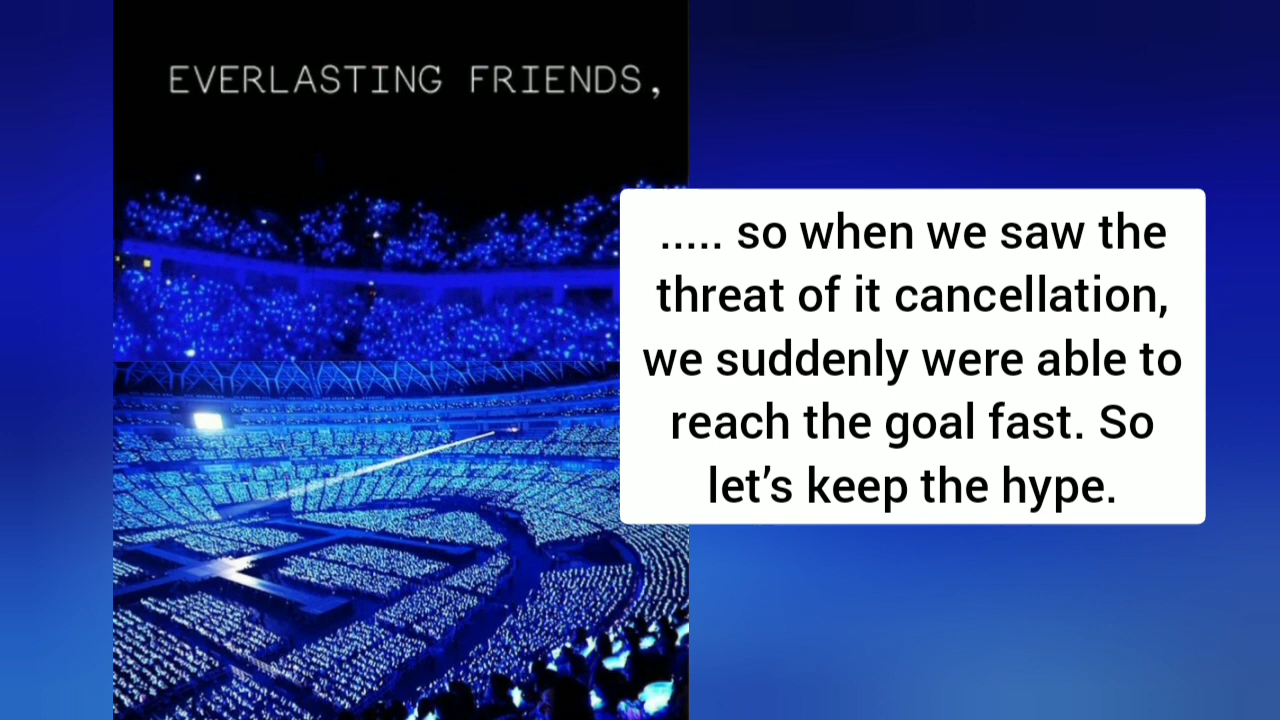 EVERLASTING FRIENDS,
..... so when we saw the
threat of it cancellation,
we suddenly were able to
reach the goal fast. So
let's keep the hype.